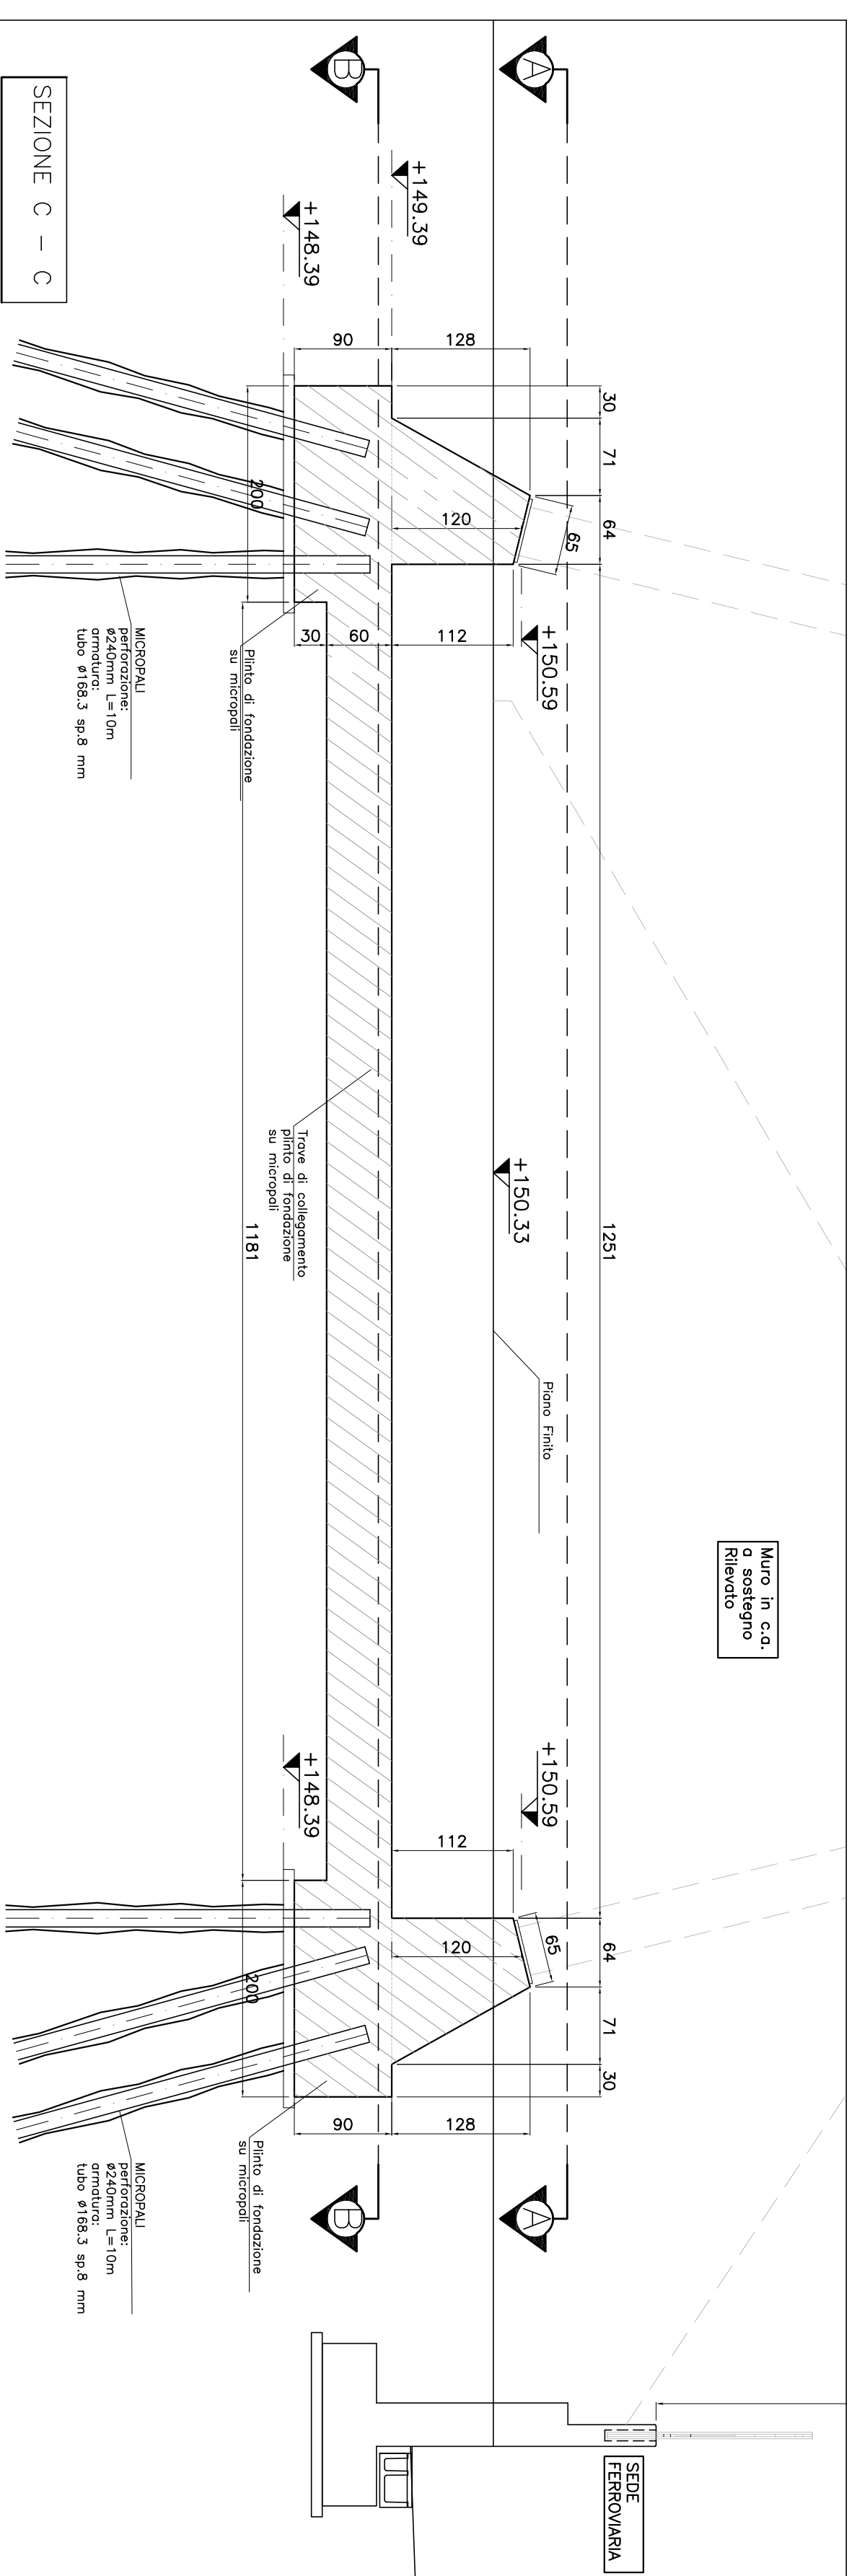 Muro in c.a.
a sostegno
Rilevato
SEDE
FERROVIARIA
A
A
30
71
64
1251
64
71
30
65
65
+150.59
+150.33
+150.59
Piano Finito
128
120
112
112
120
128
+149.39
B
B
90
30
60
90
+148.39
+148.39
Trave di collegamento
plinto di fondazione
su micropali
200
1181
200
Plinto di fondazione
su micropali
Plinto di fondazione
su micropali
MICROPALI
perforazione:
ø240mm L=10m
armatura:
tubo ø168.3 sp.8 mm
MICROPALI
perforazione:
ø240mm L=10m
armatura:
tubo ø168.3 sp.8 mm
SEZIONE C - C